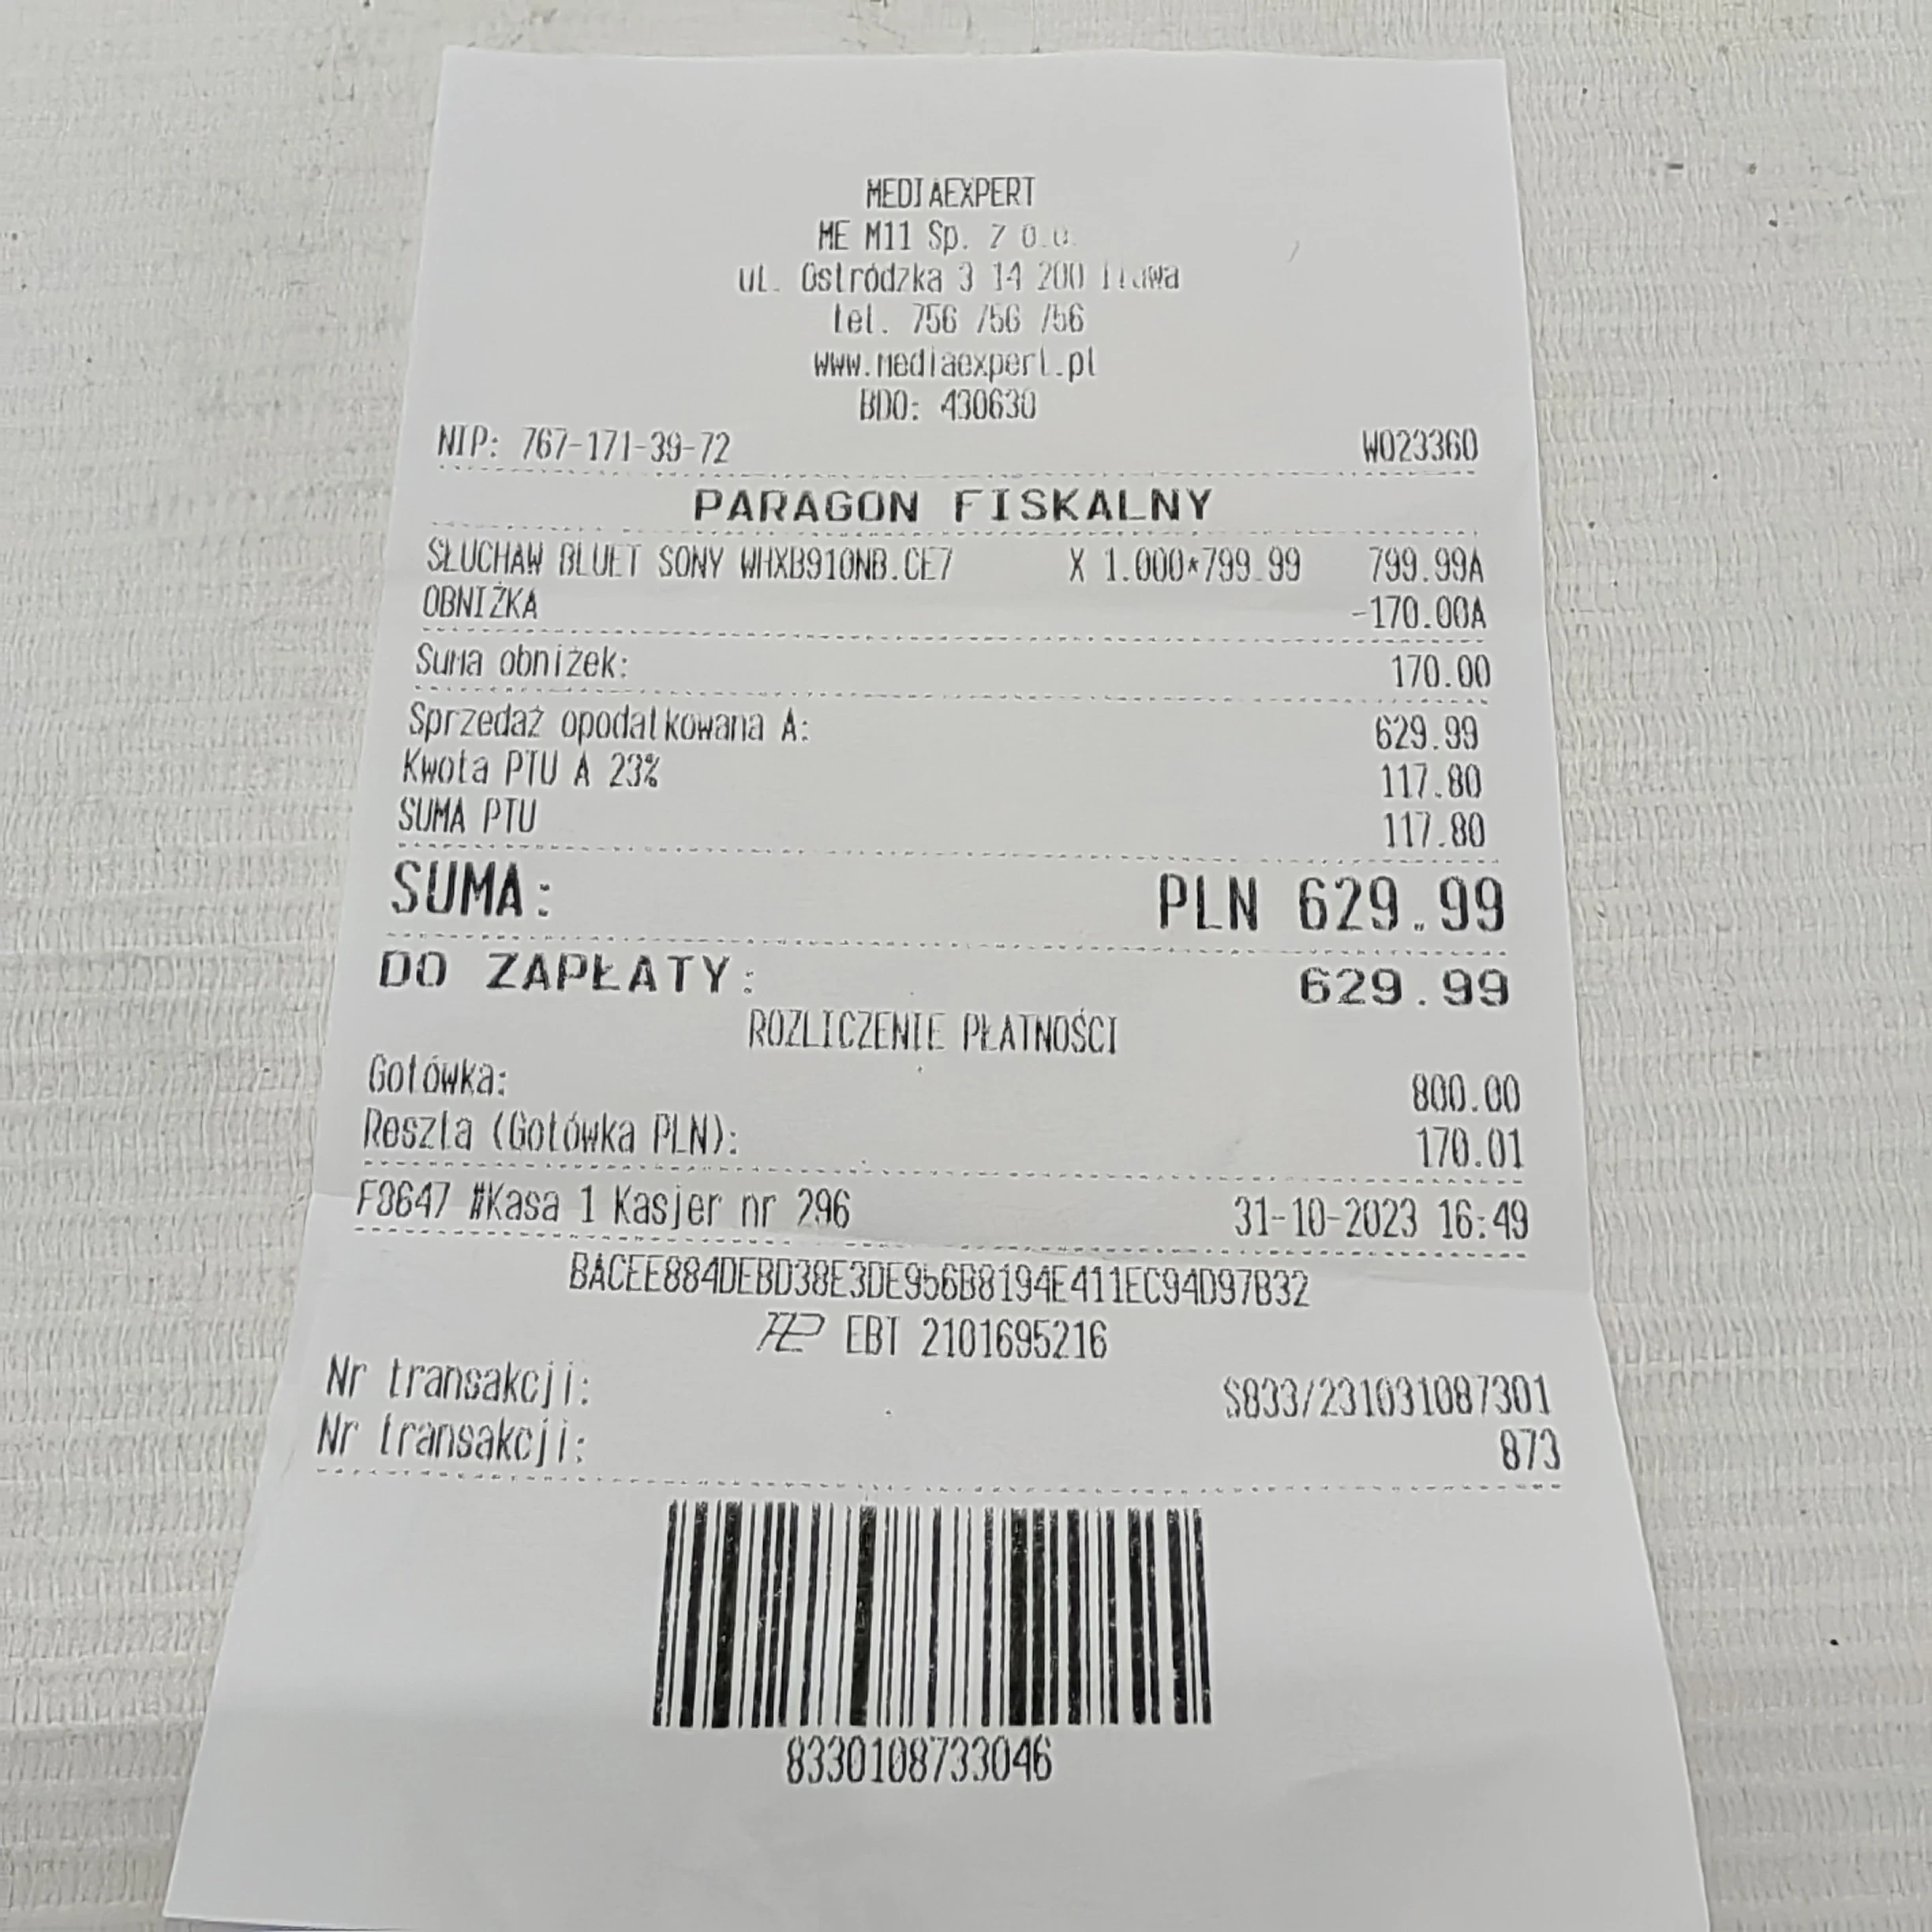 MEDIAEXPERT
ME M11 Sp. z o.o.
ul. Ostródzka 3 14 200 Iława
tel. 756 756 756
www.mediaexpert.pl
BDO: 430630
NIP: 767-171-39-72 W023360
PARAGON FISKALNY
SŁUCHAW BLUET SONY WHXB910NB.CE7 X 1.000*799.99 799.99A
OBNIŻKA -170.00A
Suma obniżek: 170.00
Sprzedaż opodatkowana A: 629.99
Kwota PTU A 23% 117.80
SUMA PTU 117.80
SUMA: PLN 629.99
DO ZAPŁATY: 629.99
ROZLICZENIE PŁATNOŚCI
Gotówka: 800.00
Reszta (Gotówka PLN): 170.01
F8647 #Kasa 1 Kasjer nr 296 31-10-2023 16:49
BACEE884DEBD38E3DE956B8194E411EC94D97B32
EBT 2101695216
Nr transakcji: S833/231031087301
Nr transakcji: 873
8330108733046